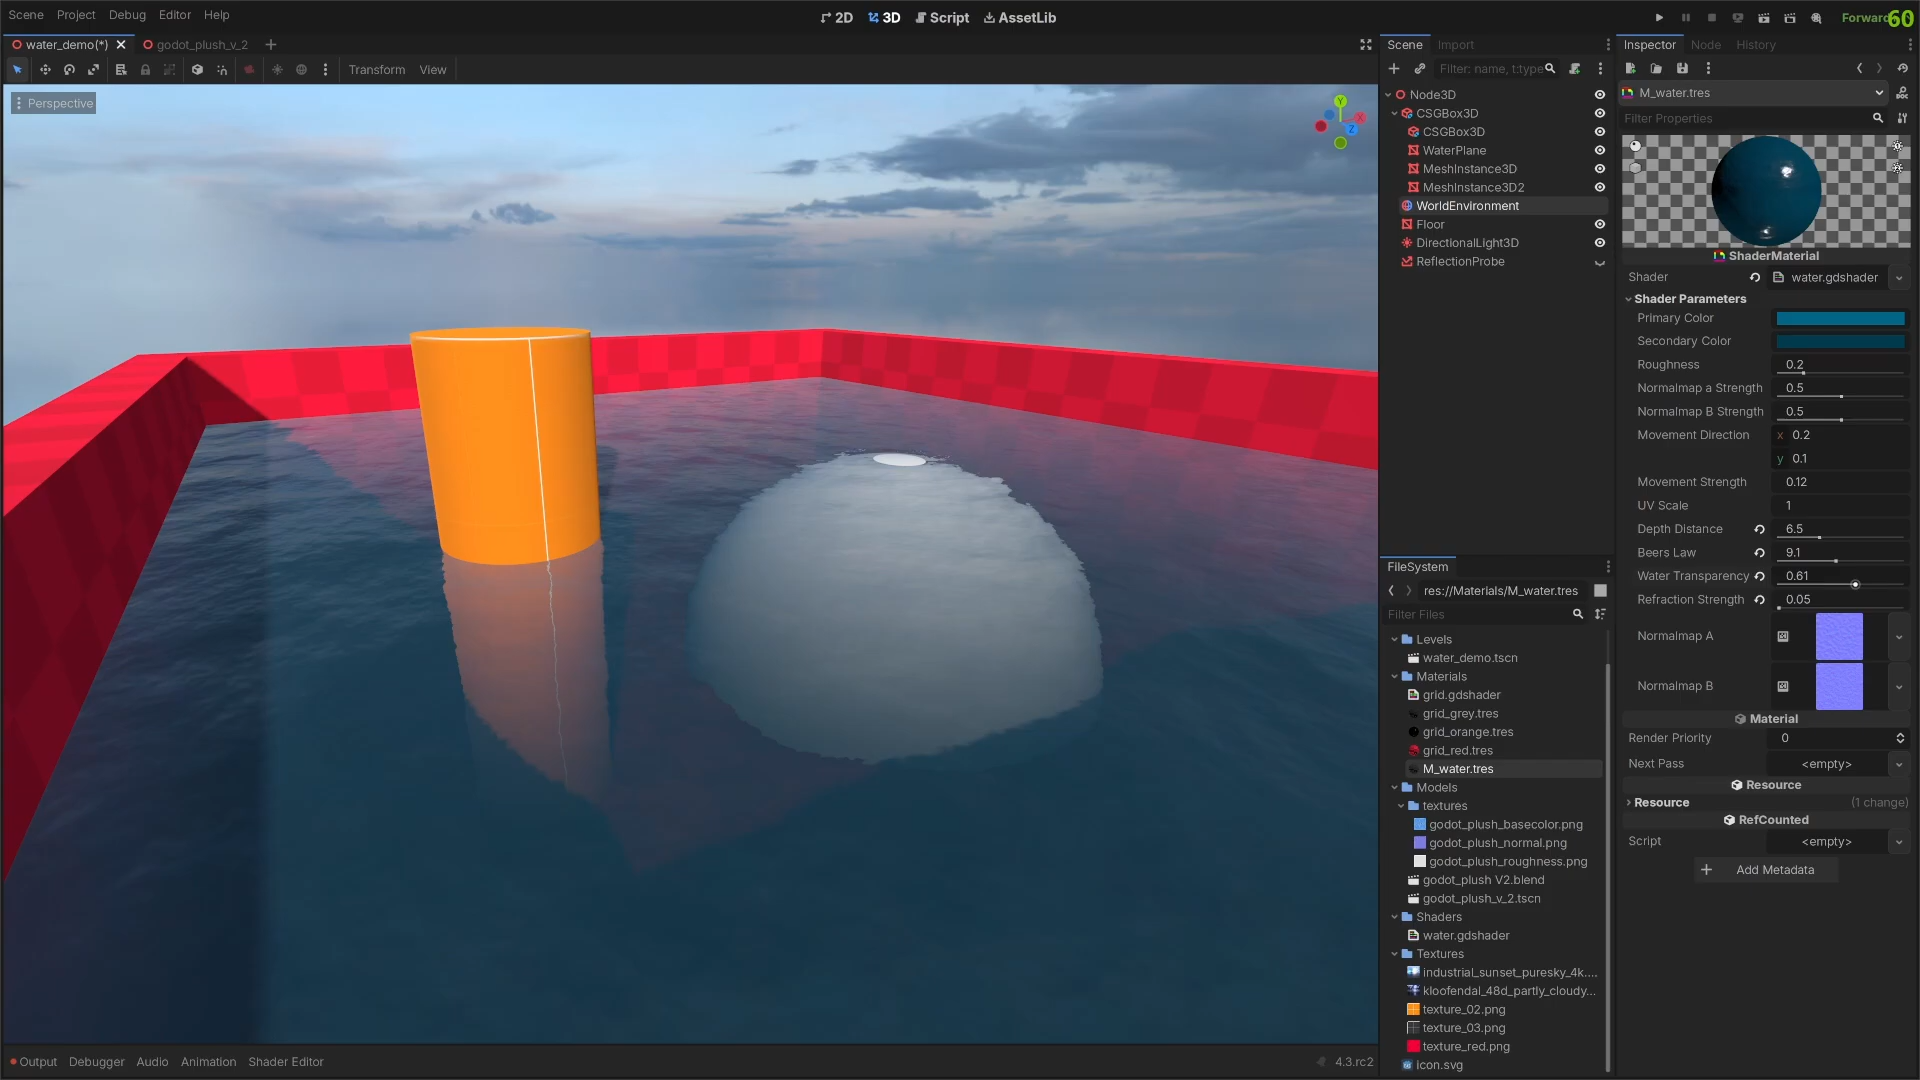 Scene Project Debug Editor Help
2D 3D Script AssetLib
Forward
60
water_demo(*) godot_plush_v_2
Transform View
Perspective
Y
X
Z
Output Debugger Audio Animation Shader Editor
4.3.rc2
Scene Import
Filter: name, t:type
Node3D
CSGBox3D
CSGBox3D
WaterPlane
MeshInstance3D
MeshInstance3D2
WorldEnvironment
Floor
DirectionalLight3D
ReflectionProbe
FileSystem
res://Materials/M_water.tres
Filter Files
Levels
water_demo.tscn
Materials
grid.gdshader
grid_grey.tres
grid_orange.tres
grid_red.tres
M_water.tres
Models
textures
godot_plush_basecolor.png
godot_plush_normal.png
godot_plush_roughness.png
godot_plush V2.blend
godot_plush_v_2.tscn
Shaders
water.gdshader
Textures
industrial_sunset_puresky_4k....
kloofendal_48d_partly_cloudy...
texture_02.png
texture_03.png
texture_red.png
icon.svg
Inspector Node History
M_water.tres
Filter Properties
ShaderMaterial
Shader water.gdshader
Shader Parameters
Primary Color
Secondary Color
Roughness 0.2
Normalmap a Strength 0.5
Normalmap B Strength 0.5
Movement Direction x 0.2
y 0.1
Movement Strength 0.12
UV Scale 1
Depth Distance 6.5
Beers Law 9.1
Water Transparency 0.61
Refraction Strength 0.05
Normalmap A
Normalmap B
Material
Render Priority 0
Next Pass <empty>
Resource
Resource (1 change)
RefCounted
Script <empty>
Add Metadata